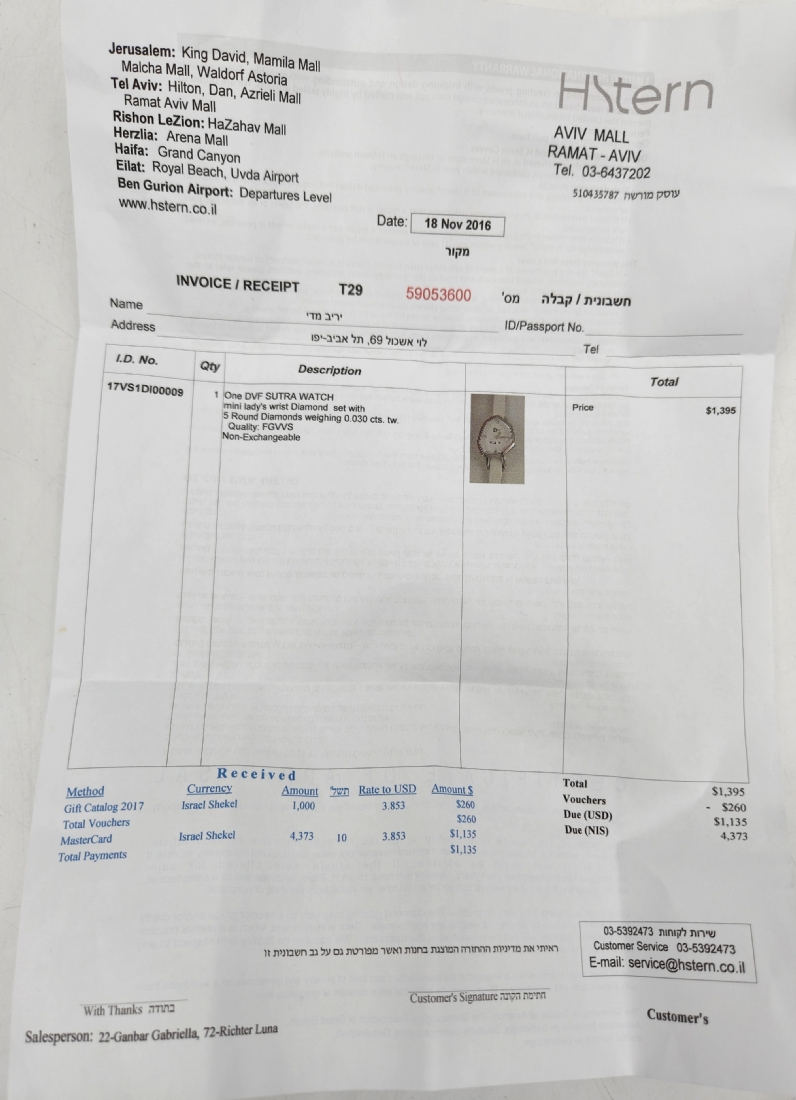 Jerusalem: King David, Mamila Mall
Malcha Mall, Waldorf Astoria
Tel Aviv: Hilton, Dan, Azrieli Mall
Ramat Aviv Mall
Rishon LeZion: HaZahav Mall
Herzlia: Arena Mall
Haifa: Grand Canyon
Eilat: Royal Beach, Uvda Airport
Ben Gurion Airport: Departures Level
www.hstern.co.il
HStern
AVIV MALL
RAMAT - AVIV
Tel. 03-6437202
עוסק מורשה 510435787
Date: 18 Nov 2016
מקור
INVOICE / RECEIPT T29 59053600 מס' חשבונית / קבלה
Name יריב מדי ID/Passport No.
Address לוי אשכול 69, תל אביב-יפו Tel
I.D. No. Qty Description Total
17VS1DI00009 1 One DVF SUTRA WATCH Price $1,395
mini lady's wrist Diamond set with
5 Round Diamonds weighing 0.030 cts. tw.
Quality: FGVVS
Non-Exchangeable
Received
Method Currency Amount תשל' Rate to USD Amount $
Gift Catalog 2017 Israel Shekel 1,000 3.853 $260
Total Vouchers $260
MasterCard Israel Shekel 4,373 10 3.853 $1,135
Total Payments $1,135
Total $1,395
Vouchers - $260
Due (USD) $1,135
Due (NIS) 4,373
ראיתי את מדיניות ההחזרה המוצגת בחנות ואשר מפורטת גם על גב חשבונית זו
שירות לקוחות 03-5392473
Customer Service 03-5392473
E-mail: service@hstern.co.il
With Thanks בתודה
Customer's Signature חתימת הקונה
Customer's
Salesperson: 22-Ganbar Gabriella, 72-Richter Luna